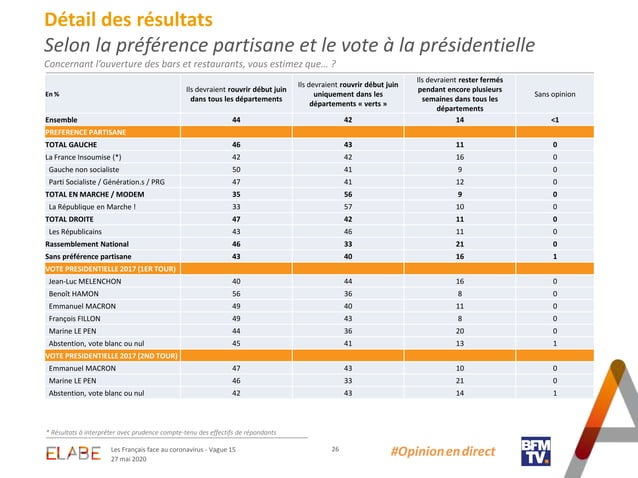 Détail des résultats
Selon la préférence partisane et le vote à la présidentielle
Concernant l'ouverture des bars et restaurants, vous estimez que… ?
En % Ils devraient rouvrir début juin dans tous les départements Ils devraient rouvrir début juin uniquement dans les départements « verts » Ils devraient rester fermés pendant encore plusieurs semaines dans tous les départements Sans opinion
Ensemble 44 42 14 <1
PREFERENCE PARTISANE
TOTAL GAUCHE 46 43 11 0
La France Insoumise (*) 42 42 16 0
Gauche non socialiste 50 41 9 0
Parti Socialiste / Génération.s / PRG 47 41 12 0
TOTAL EN MARCHE / MODEM 35 56 9 0
La République en Marche ! 33 57 10 0
TOTAL DROITE 47 42 11 0
Les Républicains 43 46 11 0
Rassemblement National 46 33 21 0
Sans préférence partisane 43 40 16 1
VOTE PRESIDENTIELLE 2017 (1ER TOUR)
Jean-Luc MELENCHON 40 44 16 0
Benoît HAMON 56 36 8 0
Emmanuel MACRON 49 40 11 0
François FILLON 49 43 8 0
Marine LE PEN 44 36 20 0
Abstention, vote blanc ou nul 45 41 13 1
VOTE PRESIDENTIELLE 2017 (2ND TOUR)
Emmanuel MACRON 47 43 10 0
Marine LE PEN 46 33 21 0
Abstention, vote blanc ou nul 42 43 14 1
* Résultats à interpréter avec prudence compte-tenu des effectifs de répondants
ELABE
Les Français face au coronavirus - Vague 15
27 mai 2020
26
#Opinionendirect
BFM
TV.